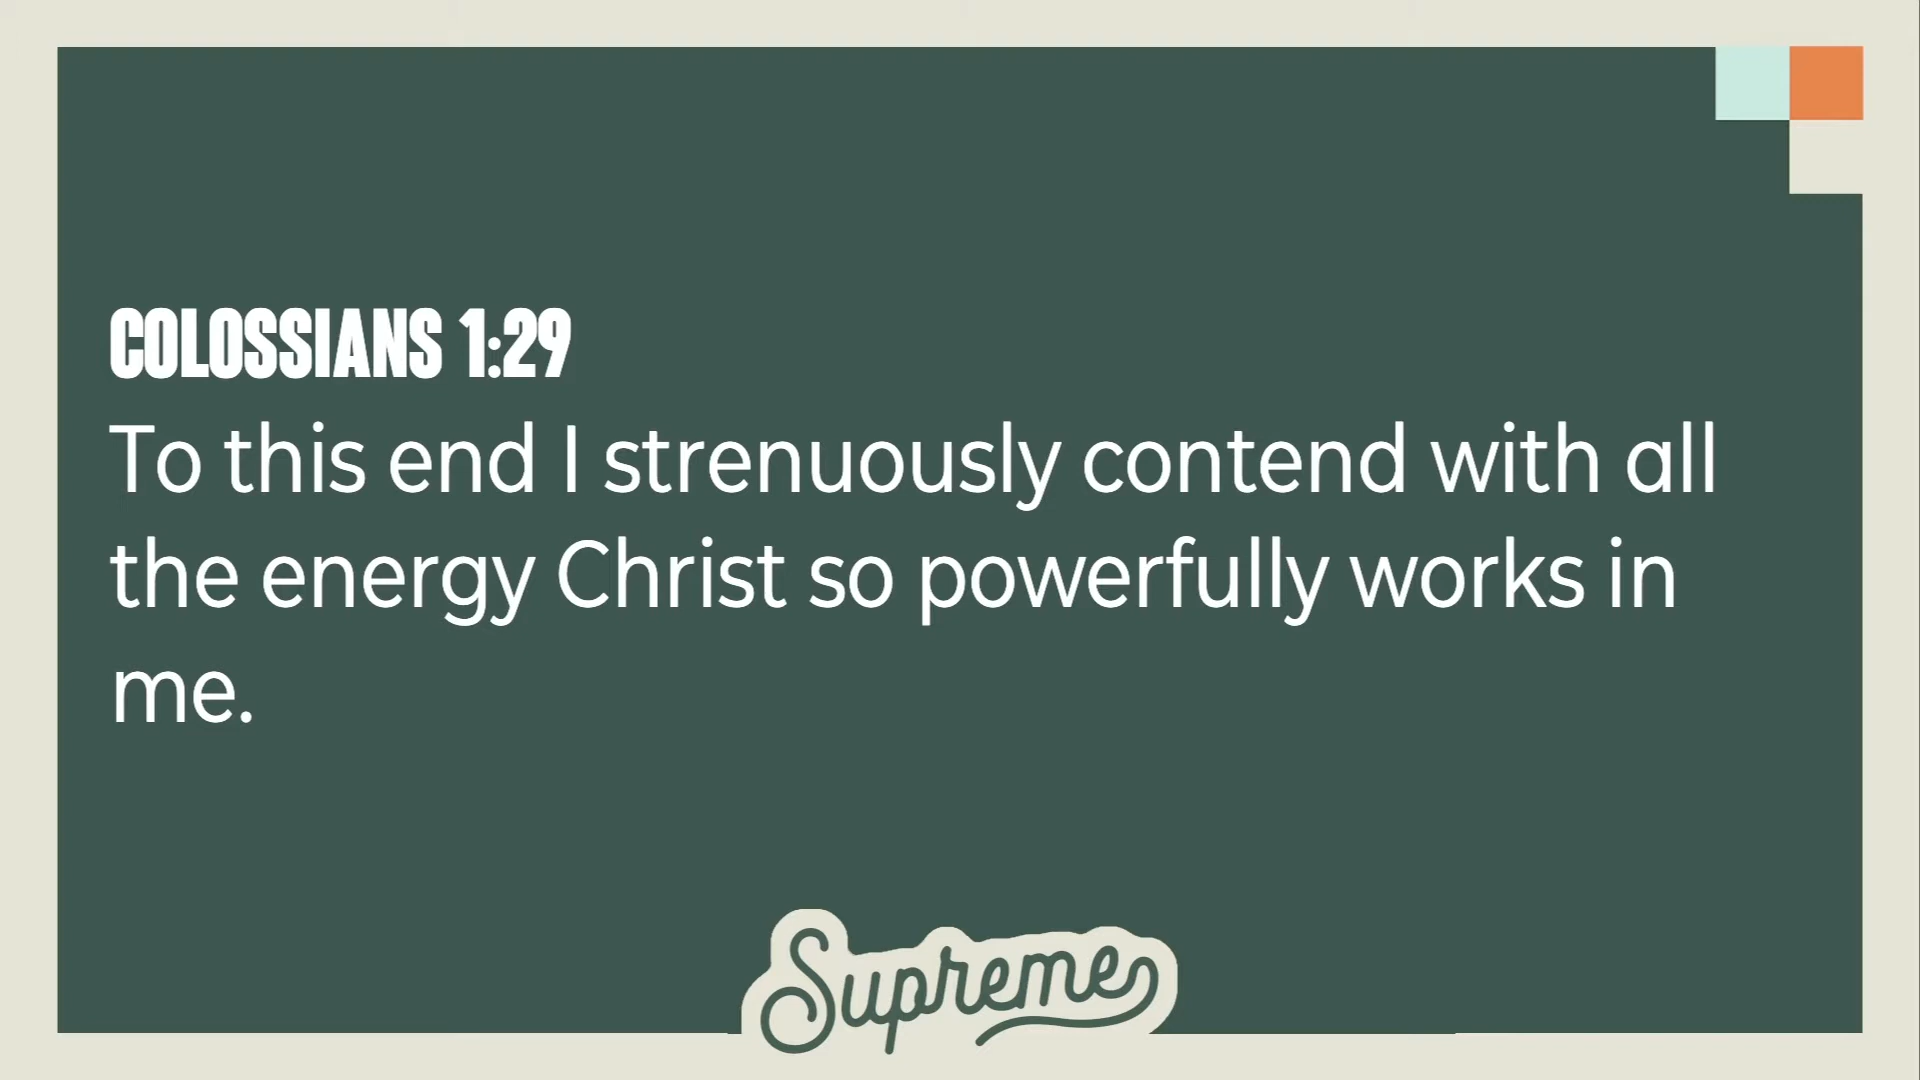 COLOSSIANS 1:29
To this end I strenuously contend with all
the energy Christ so powerfully works in
me.
Supreme